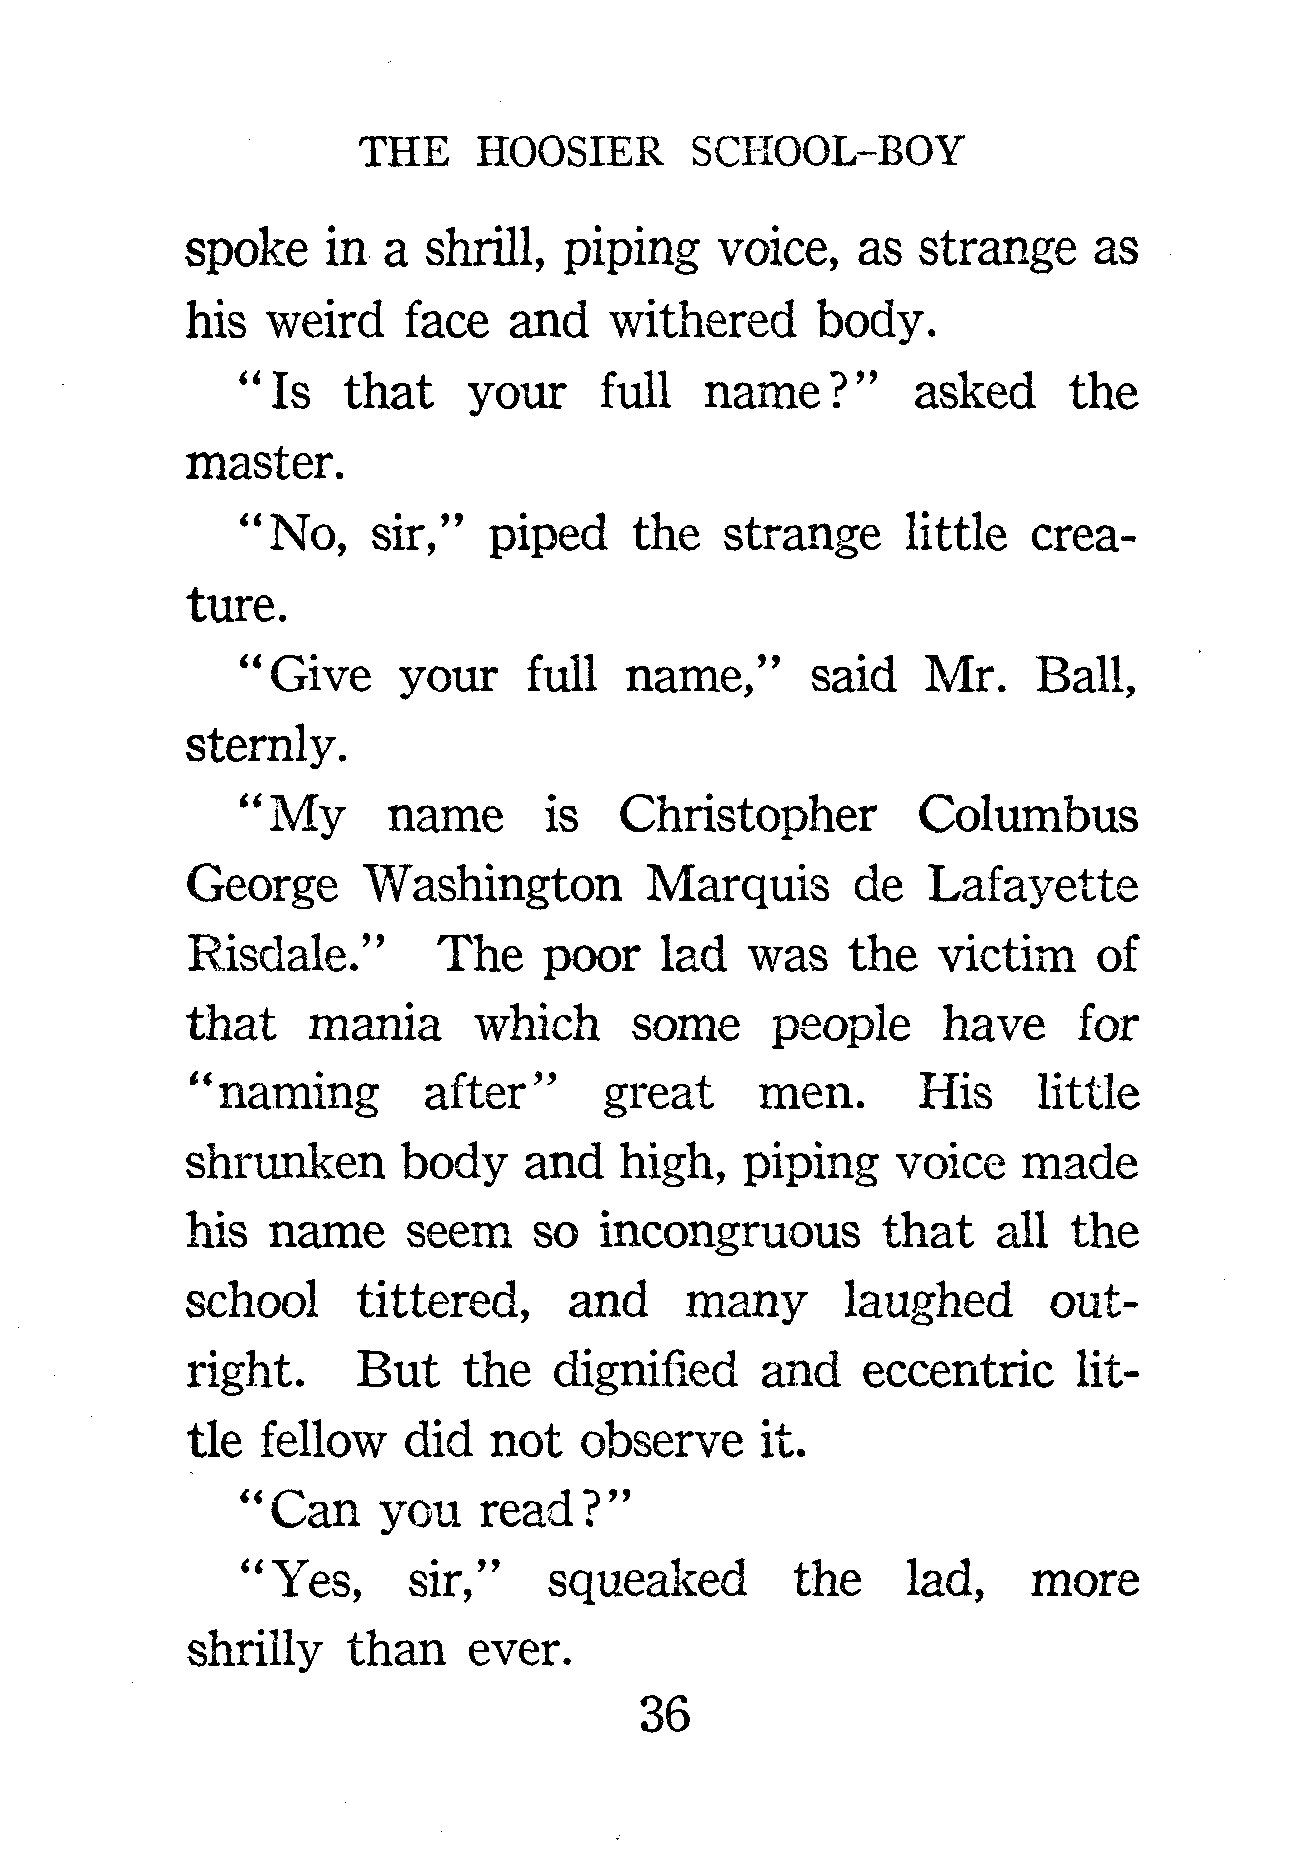 THE HOOSIER SCHOOL-BOY
spoke in a shrill, piping voice, as strange as
his weird face and withered body.
"Is that your full name?" asked the
master.
"No, sir," piped the strange little crea-
ture.
"Give your full name," said Mr. Ball,
sternly.
"My name is Christopher Columbus
George Washington Marquis de Lafayette
Risdale." The poor lad was the victim of
that mania which some people have for
"naming after" great men. His little
shrunken body and high, piping voice made
his name seem so incongruous that all the
school tittered, and many laughed out-
right. But the dignified and eccentric lit-
tle fellow did not observe it.
"Can you read?"
"Yes, sir," squeaked the lad, more
shrilly than ever.
36